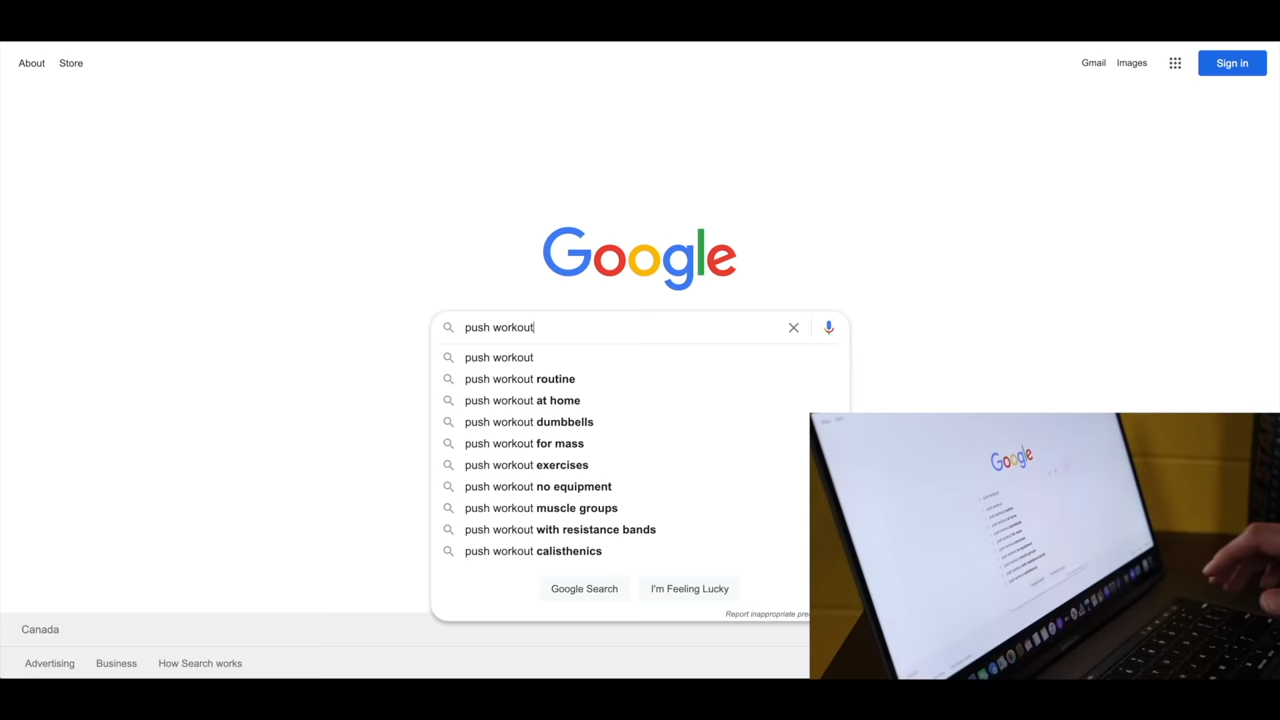 About Store
Gmail Images Sign in
Google
push workout
push workout
push workout routine
push workout at home
push workout dumbbells
push workout for mass
push workout exercises
push workout no equipment
push workout muscle groups
push workout with resistance bands
push workout calisthenics
Google Search I'm Feeling Lucky
Report inappropriate
Canada
Advertising Business How Search works
Google